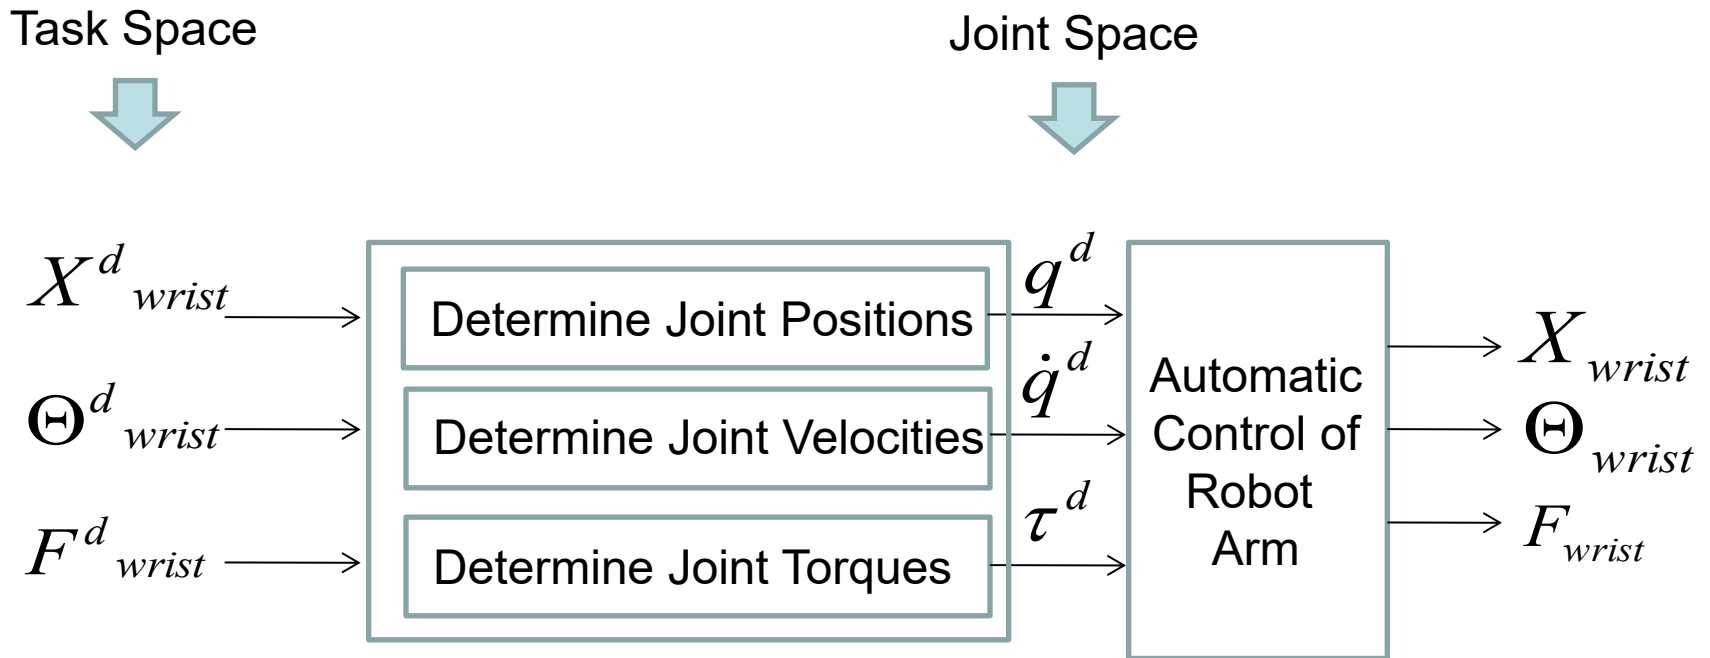 Task Space
Joint Space
X^d wrist
Θ^d wrist
F^d wrist
Determine Joint Positions
Determine Joint Velocities
Determine Joint Torques
q^d
q̇^d
τ^d
Automatic
Control of
Robot
Arm
X wrist
Θ wrist
F wrist